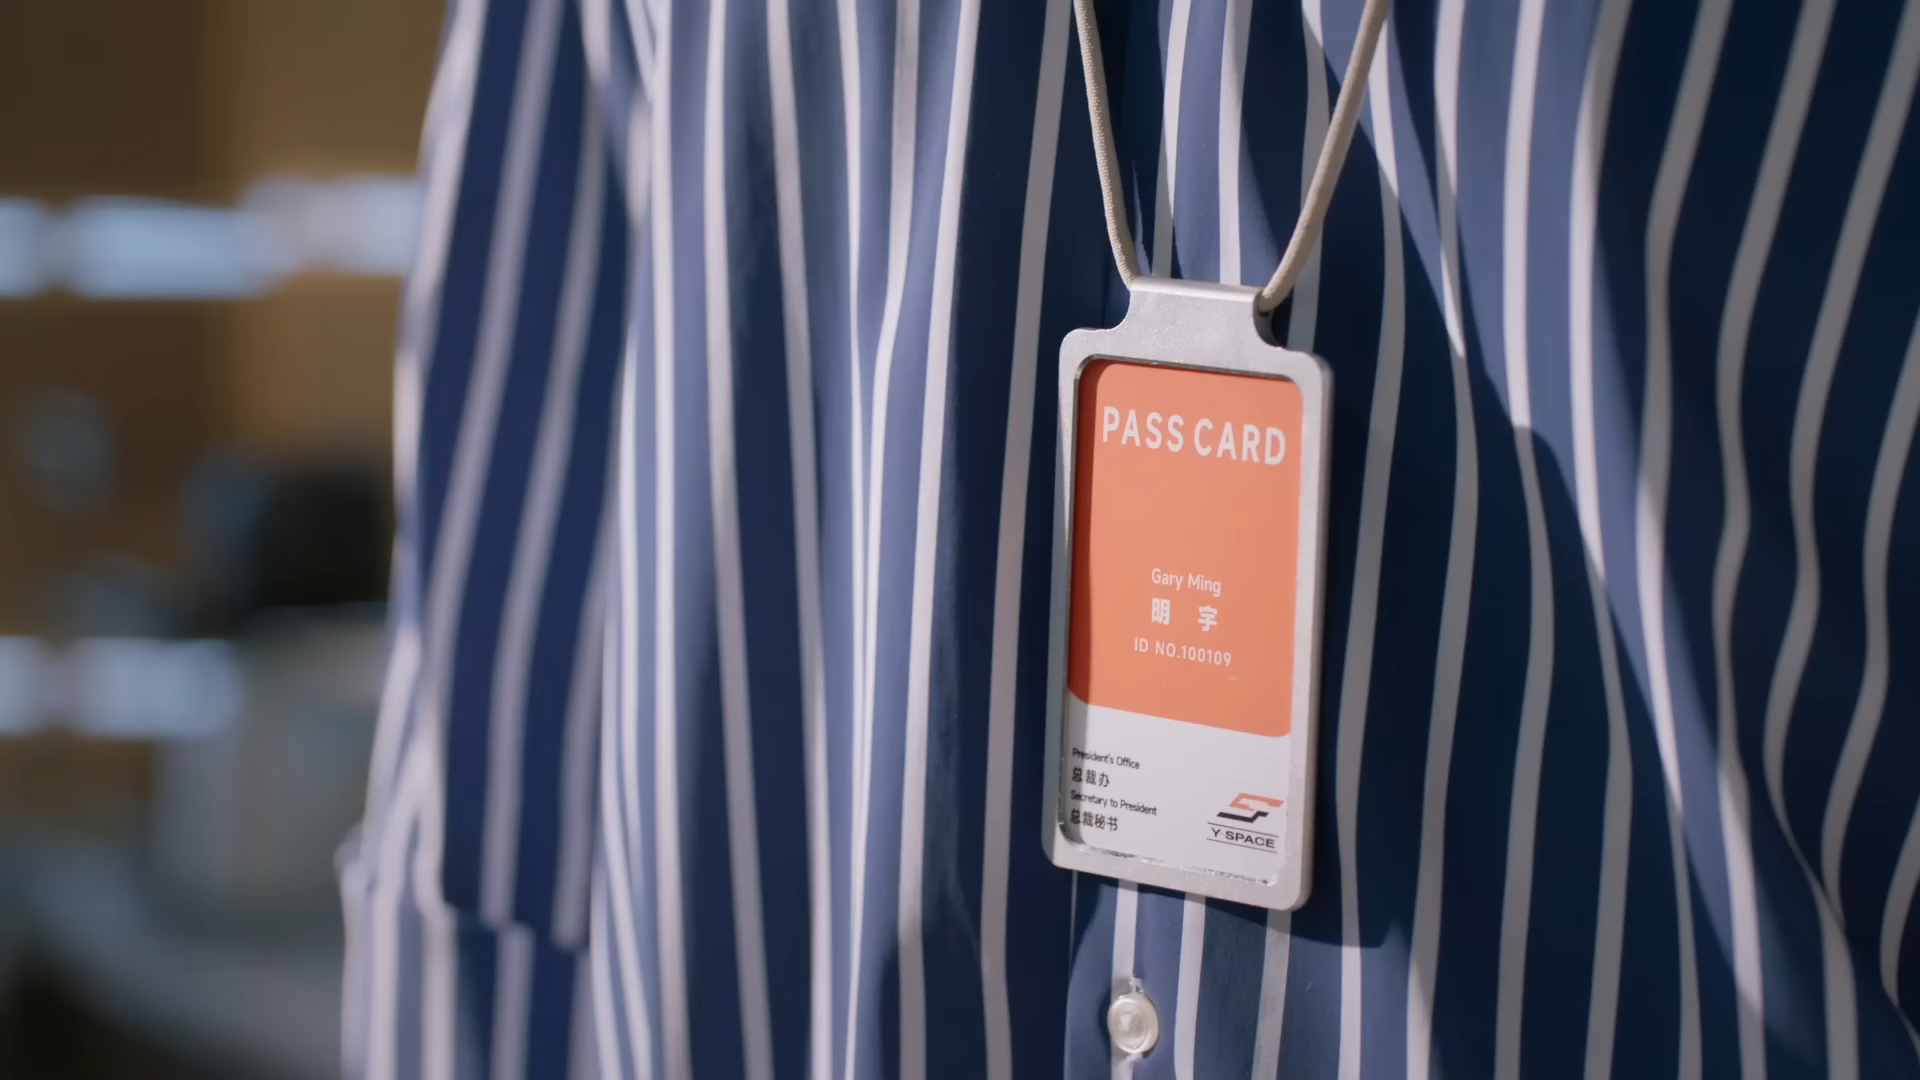 PASS CARD
Gary Ming
明 宇
ID NO.100109
President's Office
总裁办
Secretary to President
总裁秘书
Y·SPACE